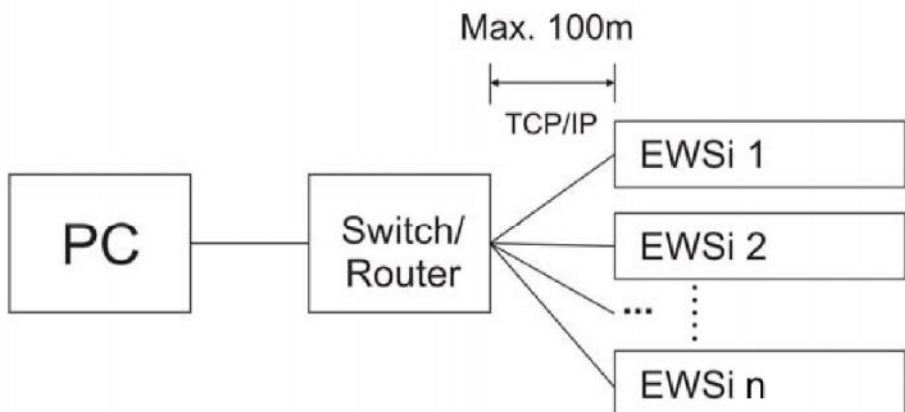 Max. 100m
TCP/IP
EWSi 1
PC
Switch/
Router
EWSi 2
...
EWSi n